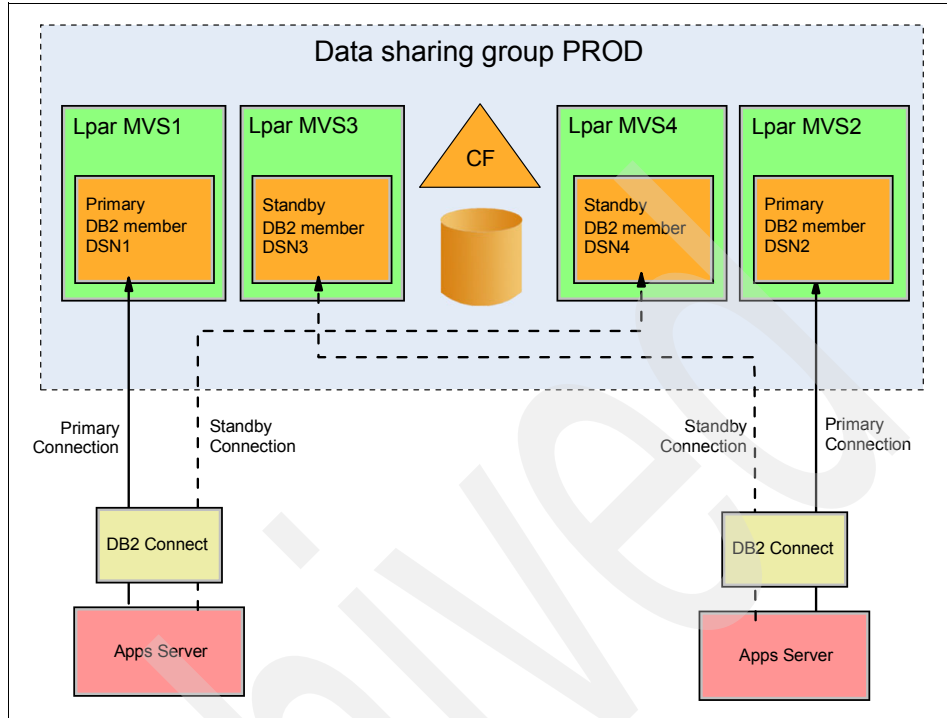 Data sharing group PROD
Lpar MVS1
Lpar MVS3
Lpar MVS4
Lpar MVS2
CF
Primary
DB2 member
DSN1
Standby
DB2 member
DSN3
Standby
DB2 member
DSN4
Primary
DB2 member
DSN2
Primary
Connection
Standby
Connection
Standby
Connection
Primary
Connection
DB2 Connect
DB2 Connect
Apps Server
Apps Server
hived